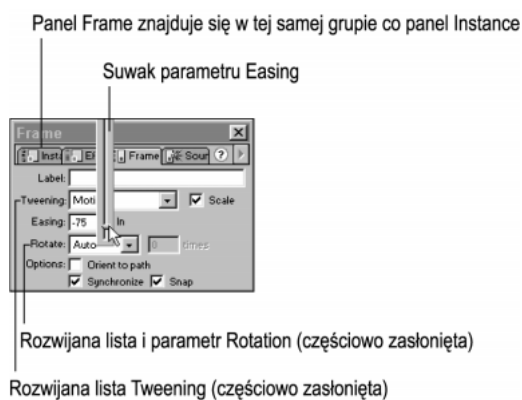 Panel Frame znajduje się w tej samej grupie co panel Instance
Suwak parametru Easing
Frame
Frame Sour ?
Label:
Tweening: Scale
Easing: -75 In
Rotate: Auto 0 times
Options: Orient to path
Synchronize Snap
Rozwijana lista i parametr Rotation (częściowo zasłonięta)
Rozwijana lista Tweening (częściowo zasłonięta)